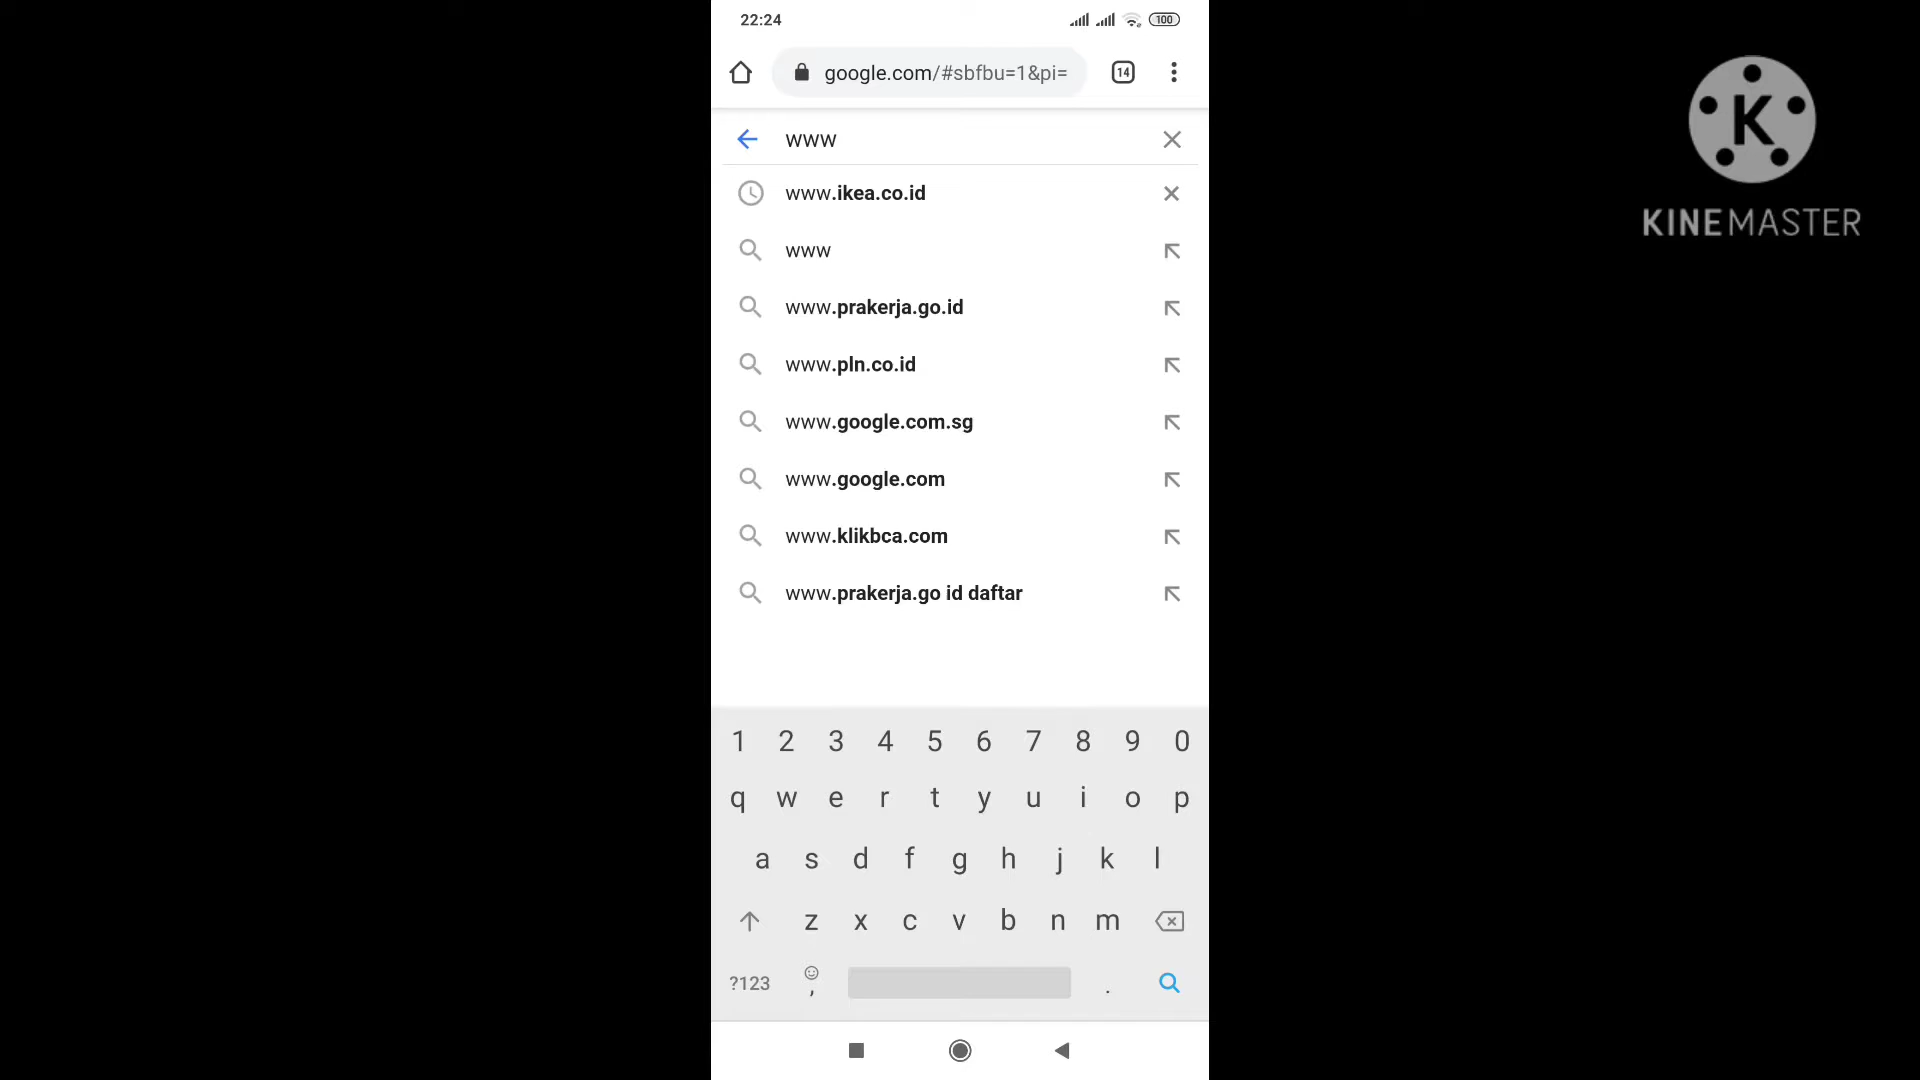 22:24
100
google.com/#sbfbu=1&pi=
14
www
www.ikea.co.id
www
www.prakerja.go.id
www.pln.co.id
www.google.com.sg
www.google.com
www.klikbca.com
www.prakerja.go id daftar
1 2 3 4 5 6 7 8 9 0
q w e r t y u i o p
a s d f g h j k l
z x c v b n m
?123 , .
K
KINEMASTER